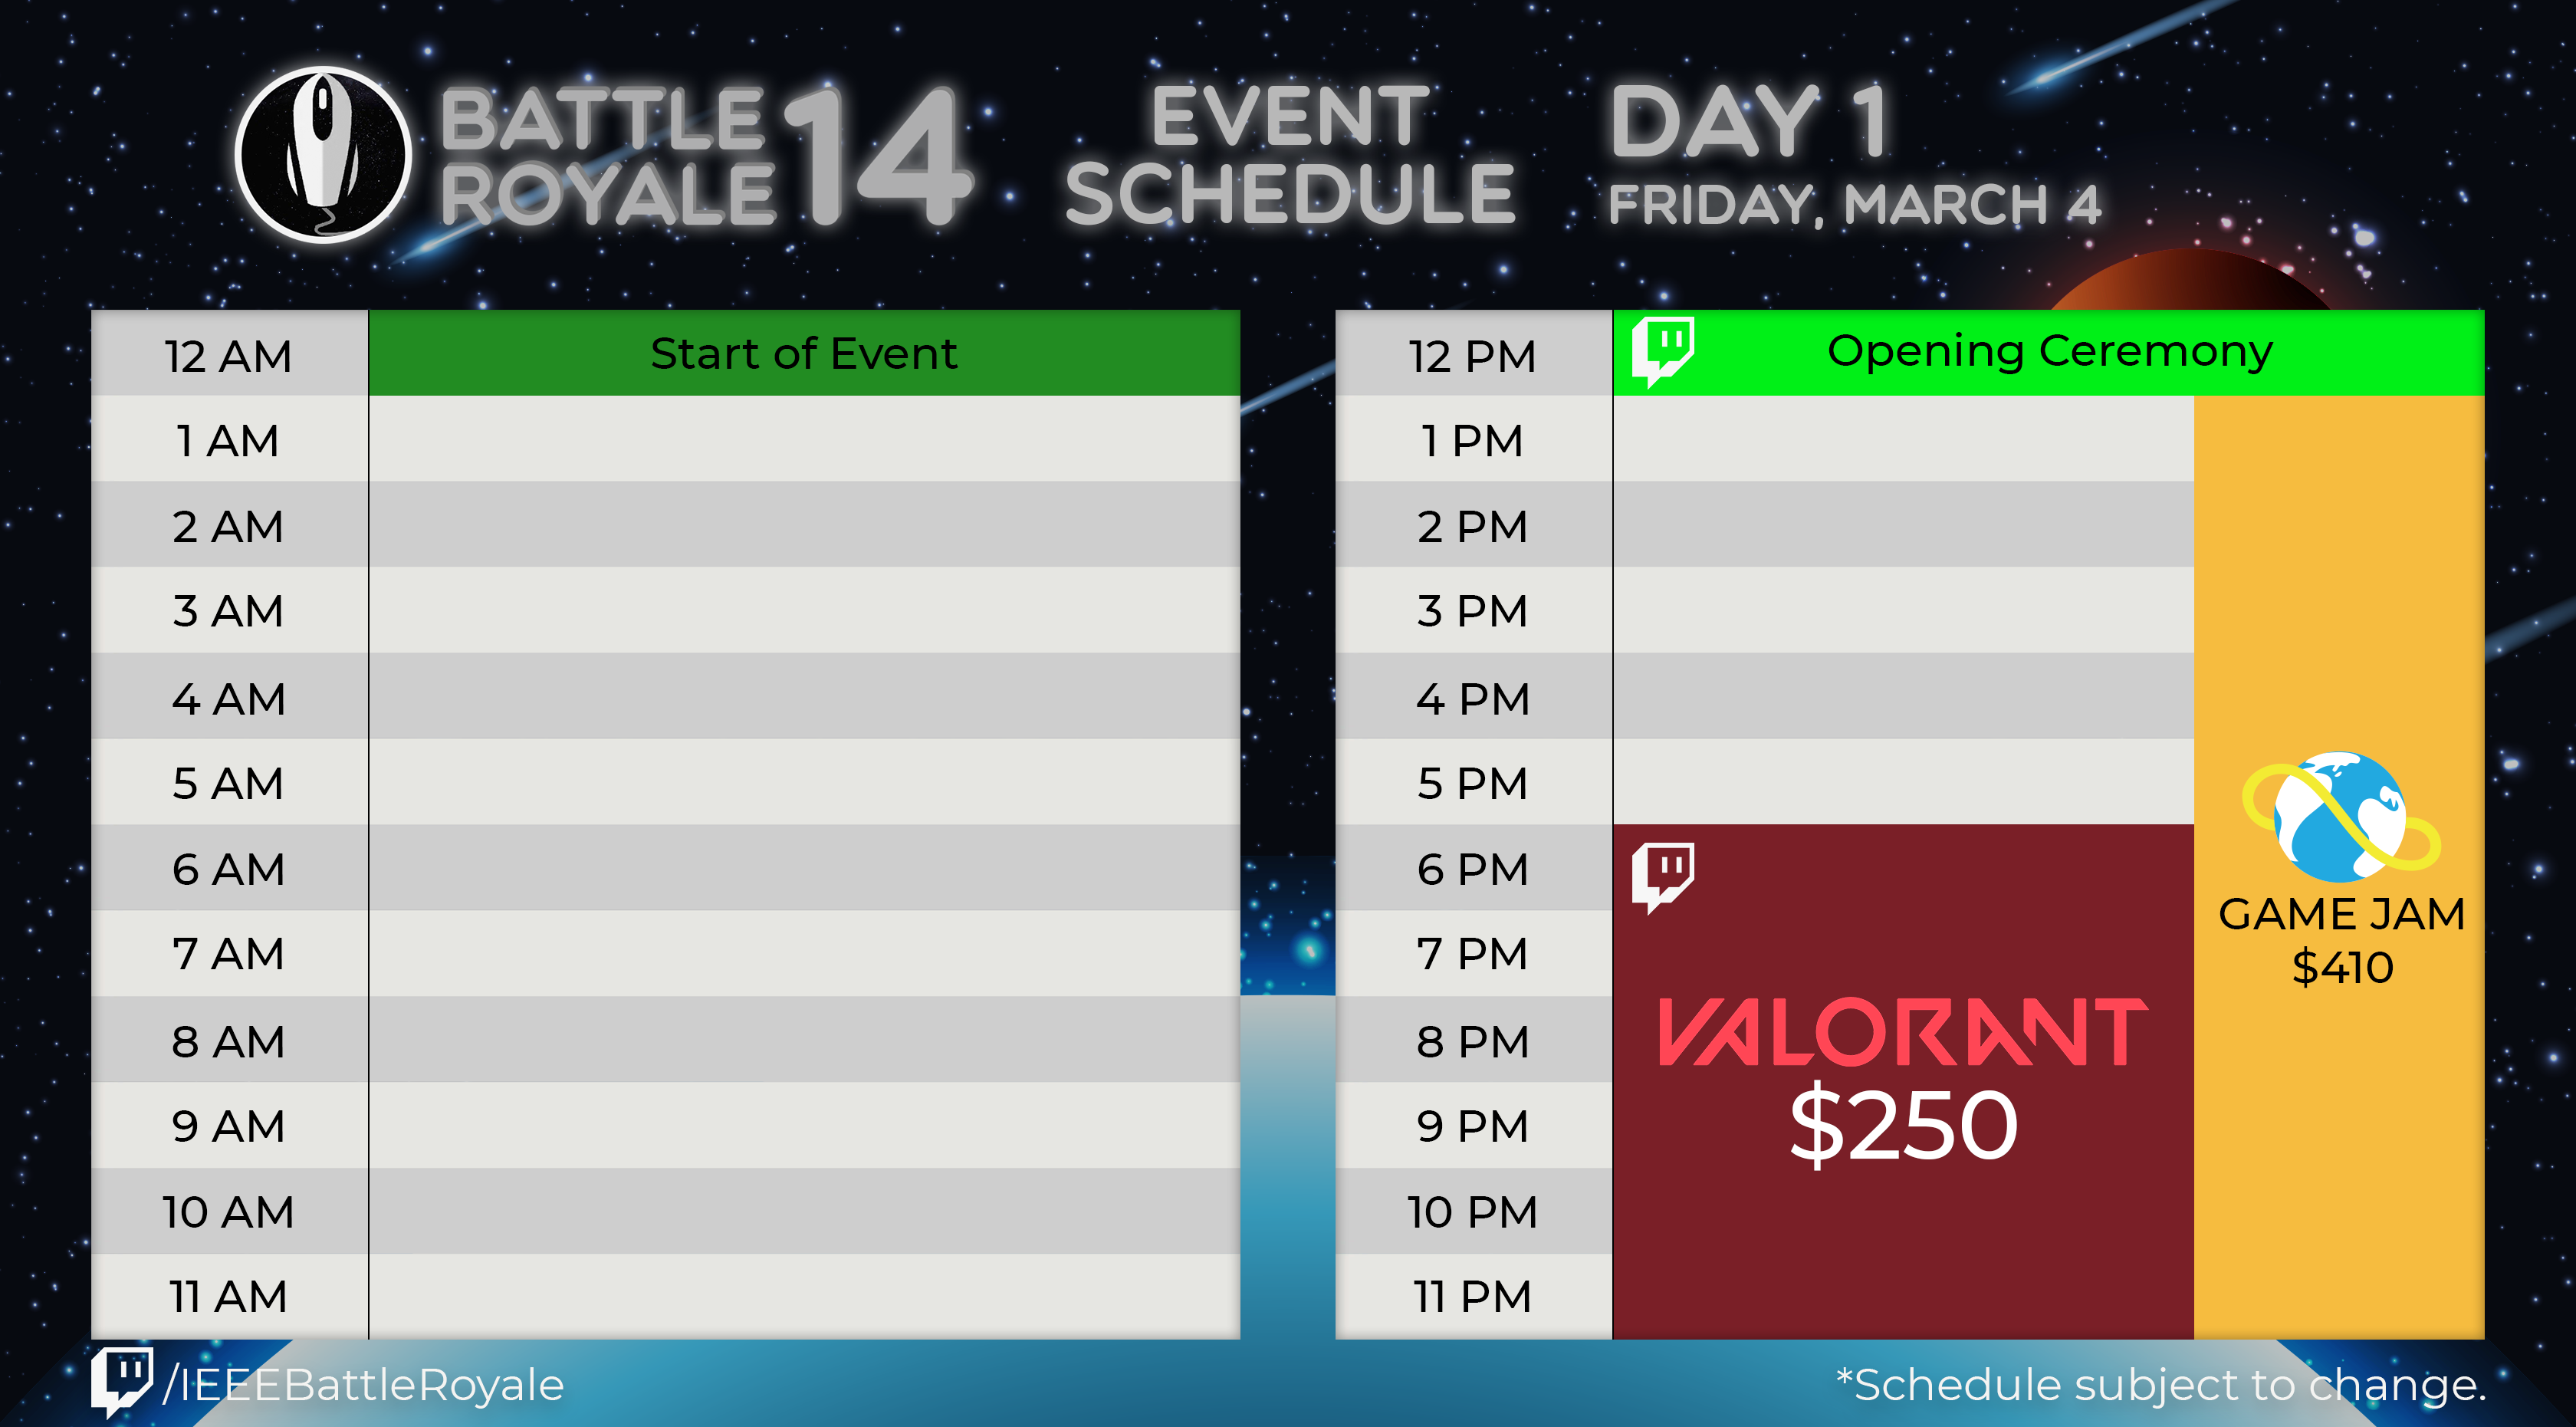 BATTLE
ROYALE 14
EVENT
SCHEDULE
DAY 1
FRIDAY, MARCH 4
12 AM Start of Event
1 AM
2 AM
3 AM
4 AM
5 AM
6 AM
7 AM
8 AM
9 AM
10 AM
11 AM
12 PM Opening Ceremony
1 PM
2 PM
3 PM
4 PM
5 PM
6 PM
7 PM
8 PM
9 PM
10 PM
11 PM
VALORANT
$250
GAME JAM
$410
/IEEEBattleRoyale
*Schedule subject to change.